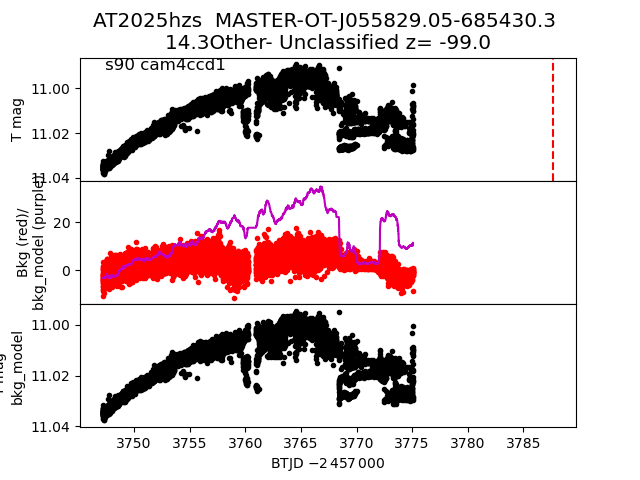 AT2025hzs  MASTER-OT-J055829.05-685430.3
14.3Other- Unclassified z= -99.0
s90 cam4ccd1
11.00
11.02
11.04
T mag
20
0
Bkg (red)/
bkg_model (purple)
11.00
11.02
11.04
bkg_model
3750 3755 3760 3765 3770 3775 3780 3785
BTJD −2 457 000